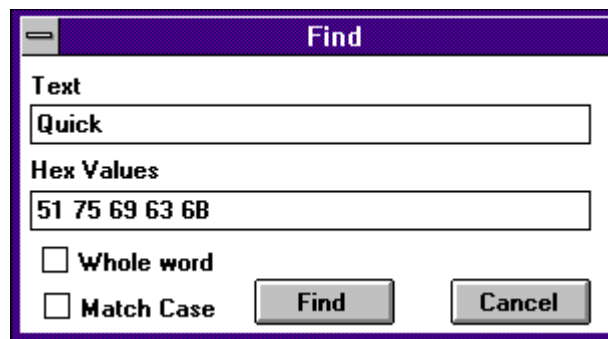 Find
Text
Quick
Hex Values
51 75 69 63 6B
Whole word
Match Case
Find
Cancel